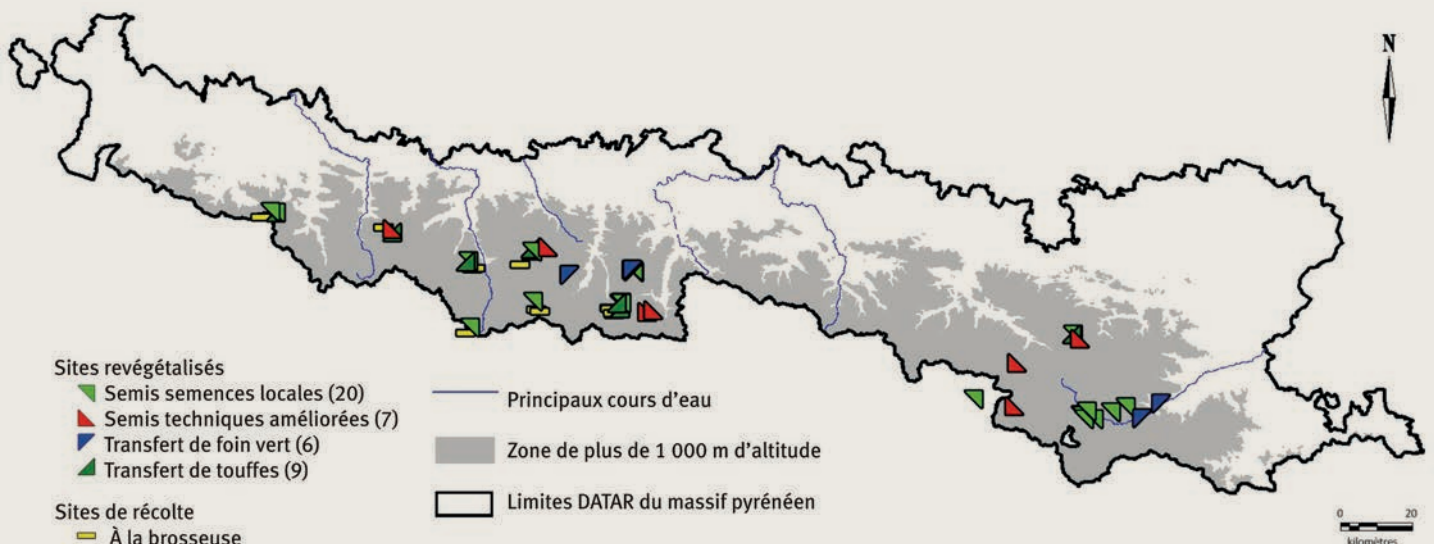 N
Sites revégétalisés
Semis semences locales (20)
Semis techniques améliorées (7)
Transfert de foin vert (6)
Transfert de touffes (9)
Sites de récolte
À la brosseuse
Principaux cours d'eau
Zone de plus de 1 000 m d'altitude
Limites DATAR du massif pyrénéen
0 20
kilomètres